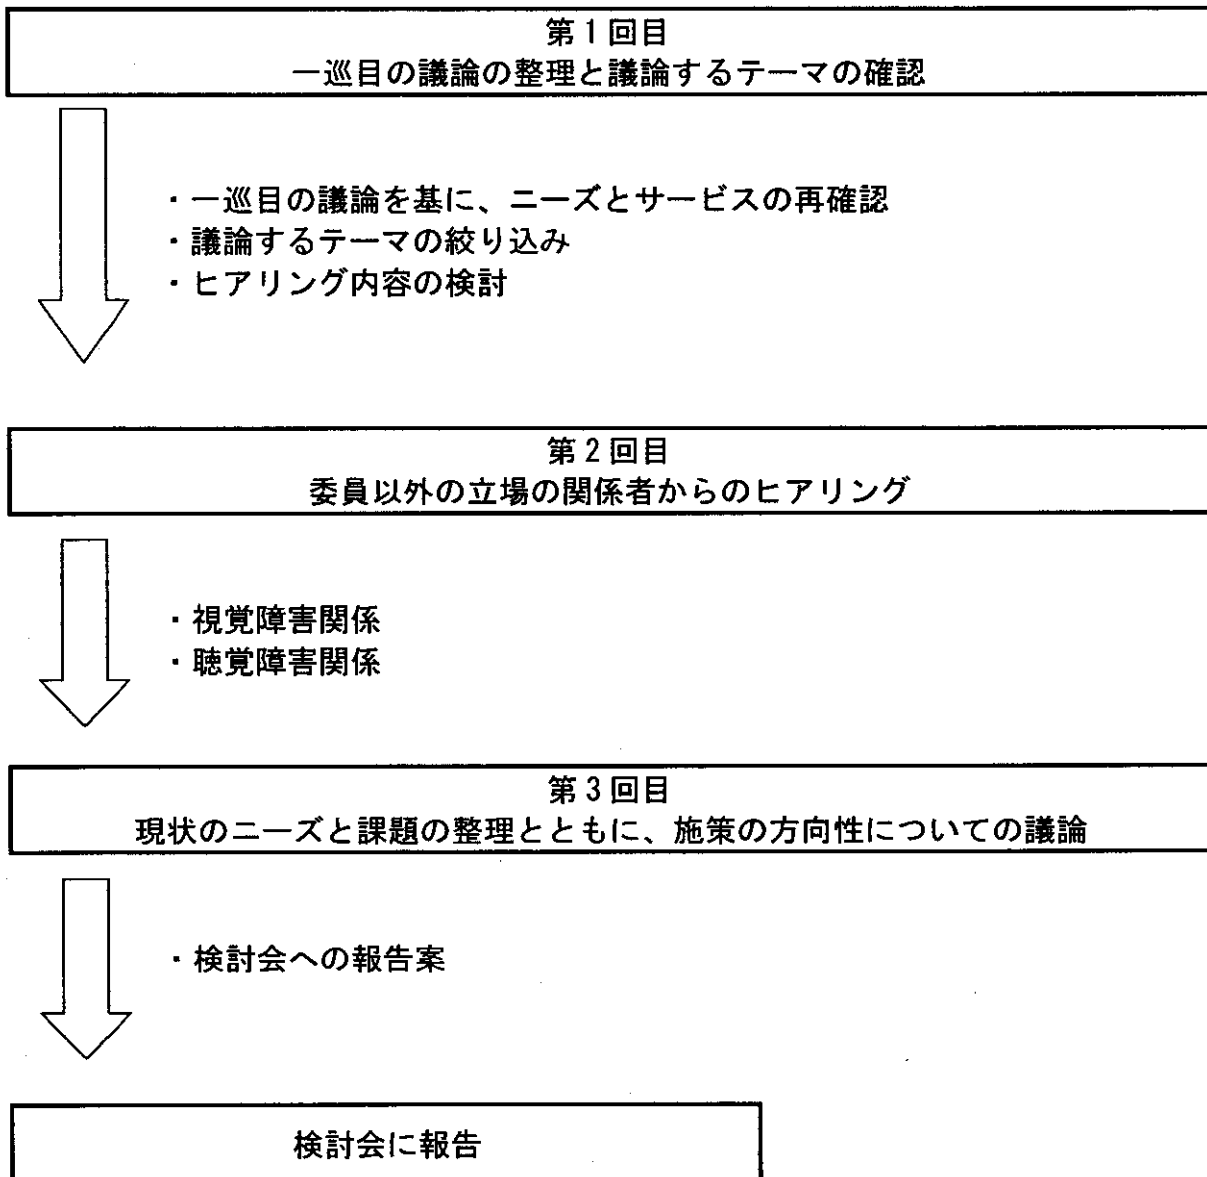 第1回目
一巡目の議論の整理と議論するテーマの確認
・一巡目の議論を基に、ニーズとサービスの再確認
・議論するテーマの絞り込み
・ヒアリング内容の検討
第2回目
委員以外の立場の関係者からのヒアリング
・視覚障害関係
・聴覚障害関係
第3回目
現状のニーズと課題の整理とともに、施策の方向性についての議論
・検討会への報告案
検討会に報告